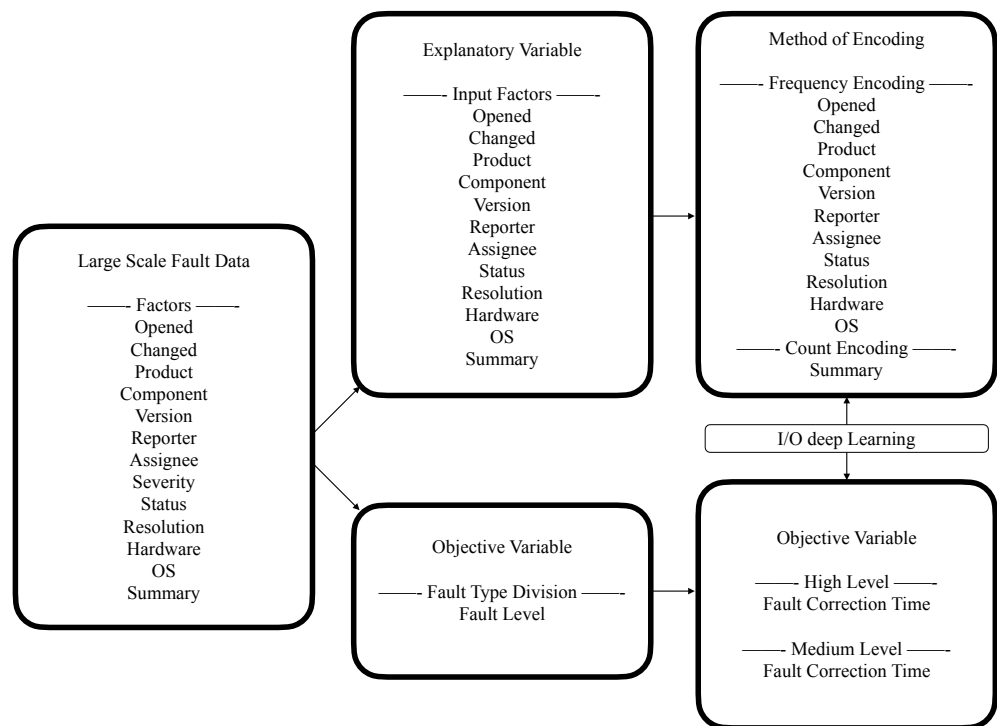 Large Scale Fault Data
——- Factors ——-
Opened
Changed
Product
Component
Version
Reporter
Assignee
Severity
Status
Resolution
Hardware
OS
Summary
Explanatory Variable
——- Input Factors ——-
Opened
Changed
Product
Component
Version
Reporter
Assignee
Status
Resolution
Hardware
OS
Summary
Method of Encoding
——- Frequency Encoding ——-
Opened
Changed
Product
Component
Version
Reporter
Assignee
Status
Resolution
Hardware
OS
——- Count Encoding ——-
Summary
I/O deep Learning
Objective Variable
——- Fault Type Division ——-
Fault Level
Objective Variable
——- High Level ——-
Fault Correction Time
——- Medium Level ——-
Fault Correction Time